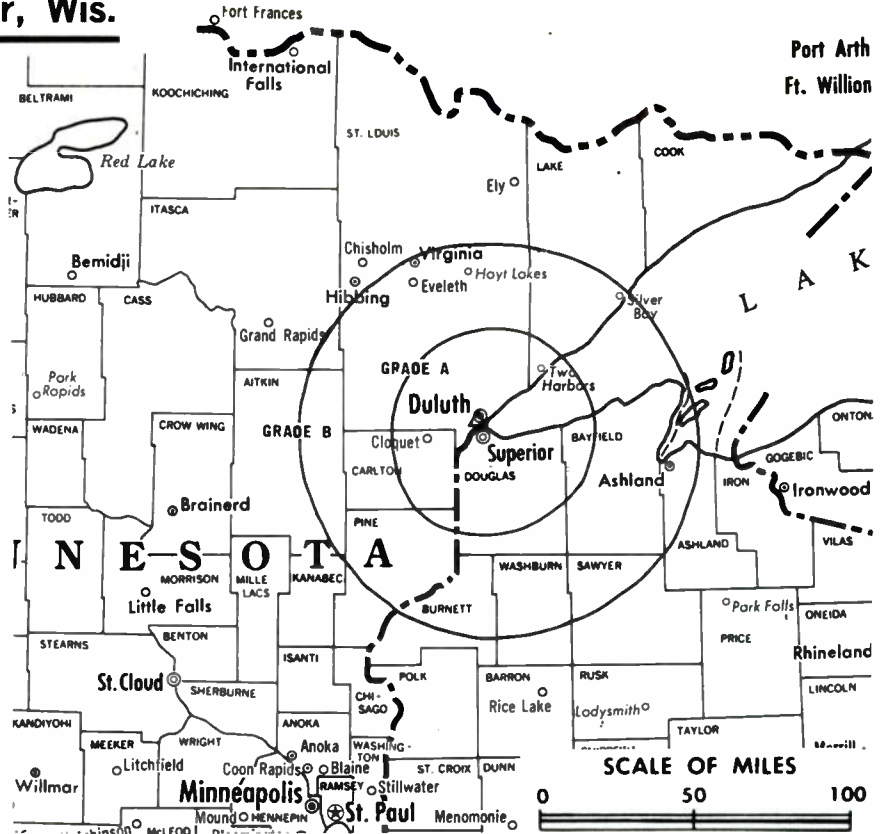 r, Wis.
Fort Frances
International
Falls
Port Arth
Ft. Willion
BELTRAMI
KOOCHICHING
ST. LOUIS
LAKE
COOK
Red Lake
Ely
ITASCA
Bemidji
Chisholm
Virginia
Hoyt Lakes
Eveleth
Hibbing
L A K
HUBBARD
CASS
Silver
Bay
Grand Rapids
GRADE A
Two
Harbors
Park
Rapids
AITKIN
Duluth
WADENA
CROW WING
GRADE B
Cloquet
Superior
BAYFIELD
ONTON
GOGEBIC
CARLTON
DOUGLAS
Ashland
IRON
Ironwood
Brainerd
TODD
PINE
N E S O T A
ASHLAND
VILAS
MORRISON
MILLE
LACS
KANABEC
WASHBURN
SAWYER
Little Falls
BURNETT
Park Falls
ONEIDA
STEARNS
BENTON
PRICE
ISANTI
Rhineland
St. Cloud
SHERBURNE
POLK
BARRON
RUSK
LINCOLN
CHI-
SAGO
Rice Lake
Ladysmith
KANDIYOHI
ANOKA
TAYLOR
MEEKER
WRIGHT
Anoka
WASHING-
TON
Merrill
Litchfield
Coon Rapids
Blaine
ST. CROIX
DUNN
SCALE OF MILES
Willmar
Minneapolis
RAMSEY
Stillwater
0 50 100
Mound
HENNEPIN
St. Paul
Menomonie
McLEOD